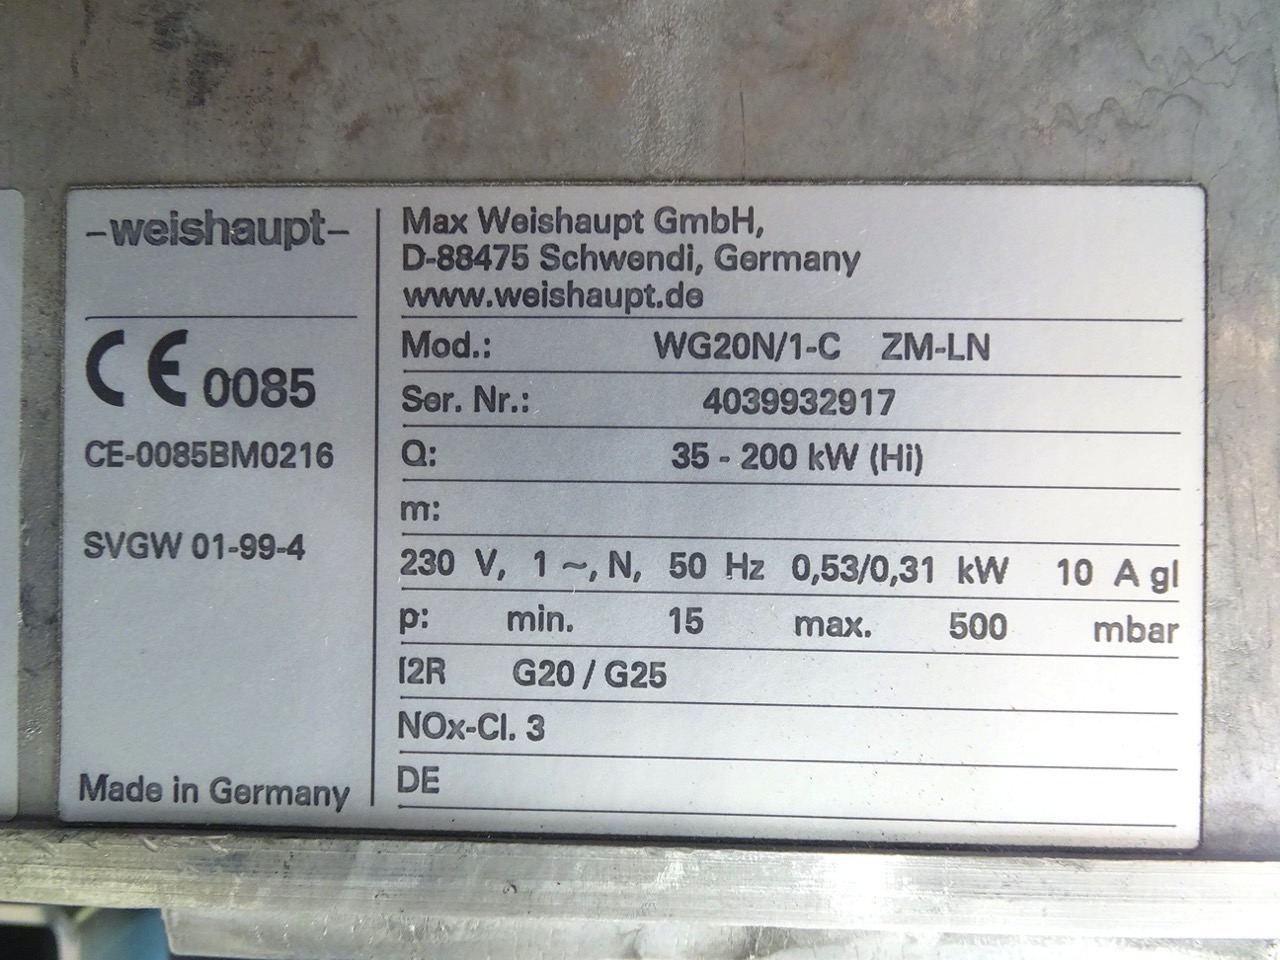 -weishaupt-
CE 0085
CE-0085BM0216
SVGW 01-99-4
Made in Germany
Max Weishaupt GmbH,
D-88475 Schwendi, Germany
www.weishaupt.de
Mod.: WG20N/1-C ZM-LN
Ser. Nr.: 4039932917
Q: 35 - 200 kW (Hi)
m:
230 V, 1 ~, N, 50 Hz 0,53/0,31 kW 10 A gl
p: min. 15 max. 500 mbar
I2R G20 / G25
NOx-Cl. 3
DE